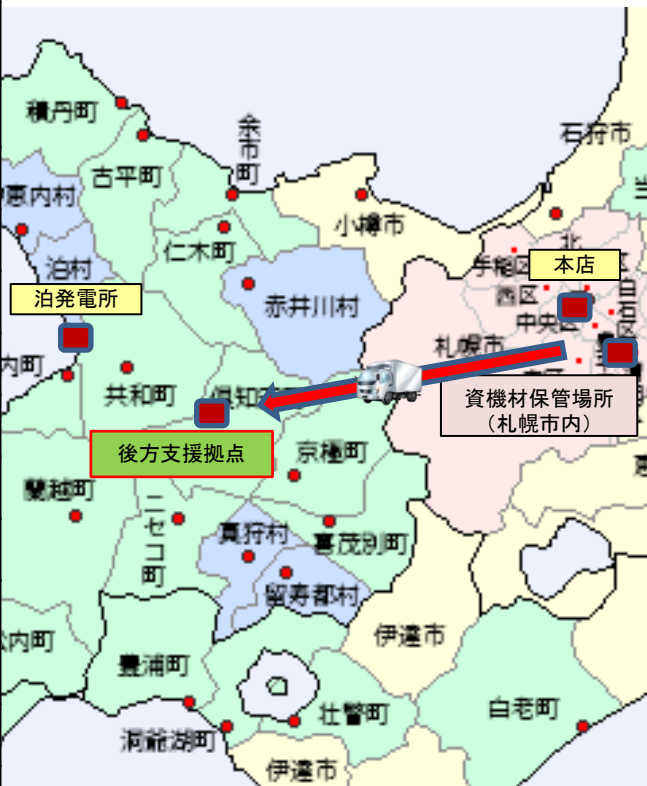 積丹町
余市町
石狩市
古平町
恵内村
小樽市
仁木町
泊村
手稲区
本店
西区
泊発電所
赤井川村
中央区
札幌市
内町
共和町
倶知
資機材保管場所
(札幌市内)
後方支援拠点
京極町
蘭越町
ニセコ町
真狩村
喜茂別町
留寿都村
伊達市
内町
豊浦町
壮瞥町
白老町
洞爺湖町
伊達市